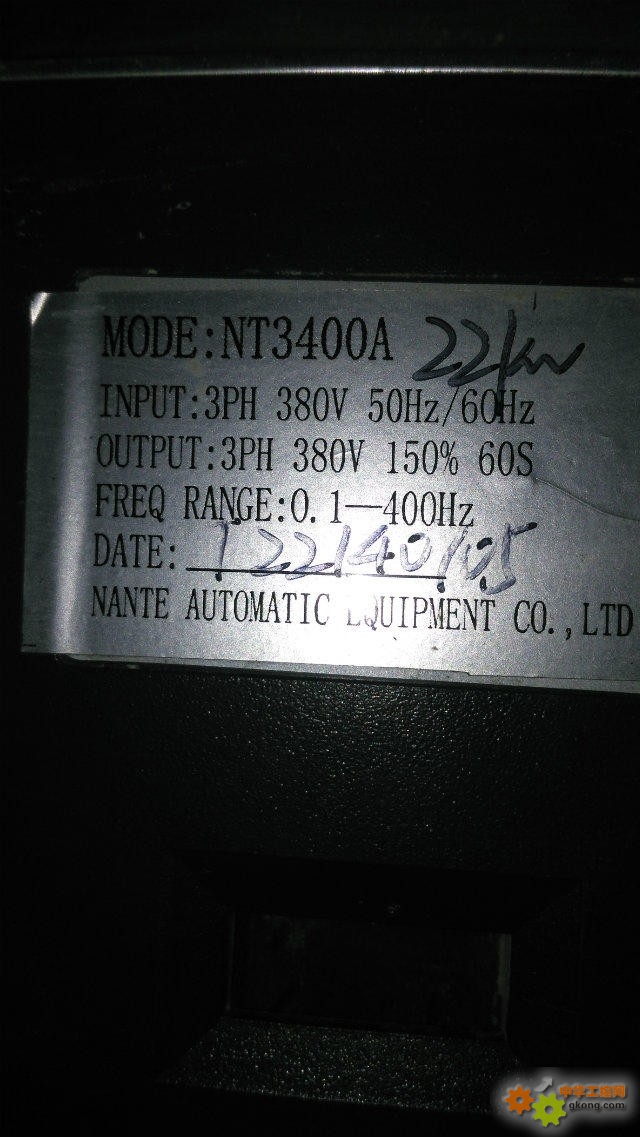 MODE:NT3400A 22kw
INPUT:3PH 380V 50Hz/60Hz
OUTPUT:3PH 380V 150% 60S
FREQ RANGE:0.1—400Hz
DATE:
NANTE AUTOMATIC EQUIPMENT CO.,LTD
中华工控网
gkong.com